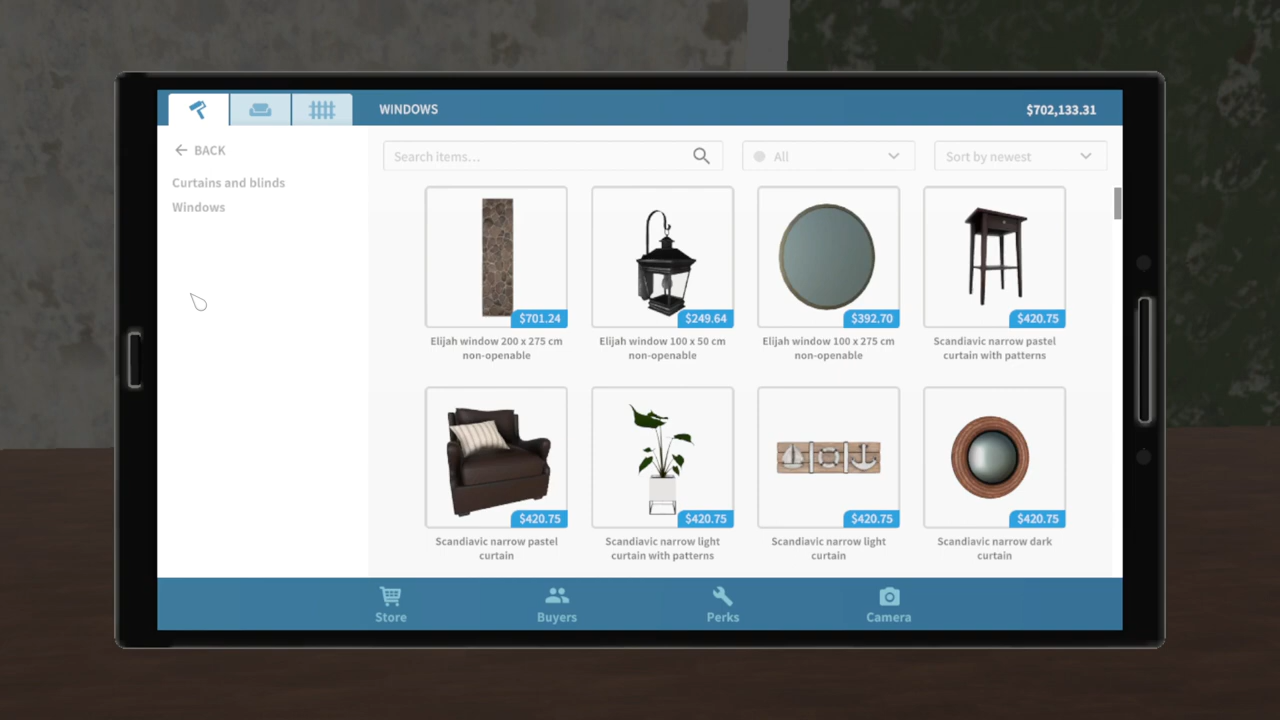 WINDOWS
$702,133.31
BACK
Search items...
All
Sort by newest
Curtains and blinds
Windows
$701.24
$249.64
$392.70
$420.75
Elijah window 200 x 275 cm
non-openable
Elijah window 100 x 50 cm
non-openable
Elijah window 100 x 275 cm
non-openable
Scandiavic narrow pastel
curtain with patterns
$420.75
$420.75
$420.75
$420.75
Scandiavic narrow pastel
curtain
Scandiavic narrow light
curtain with patterns
Scandiavic narrow light
curtain
Scandiavic narrow dark
curtain
Store
Buyers
Perks
Camera